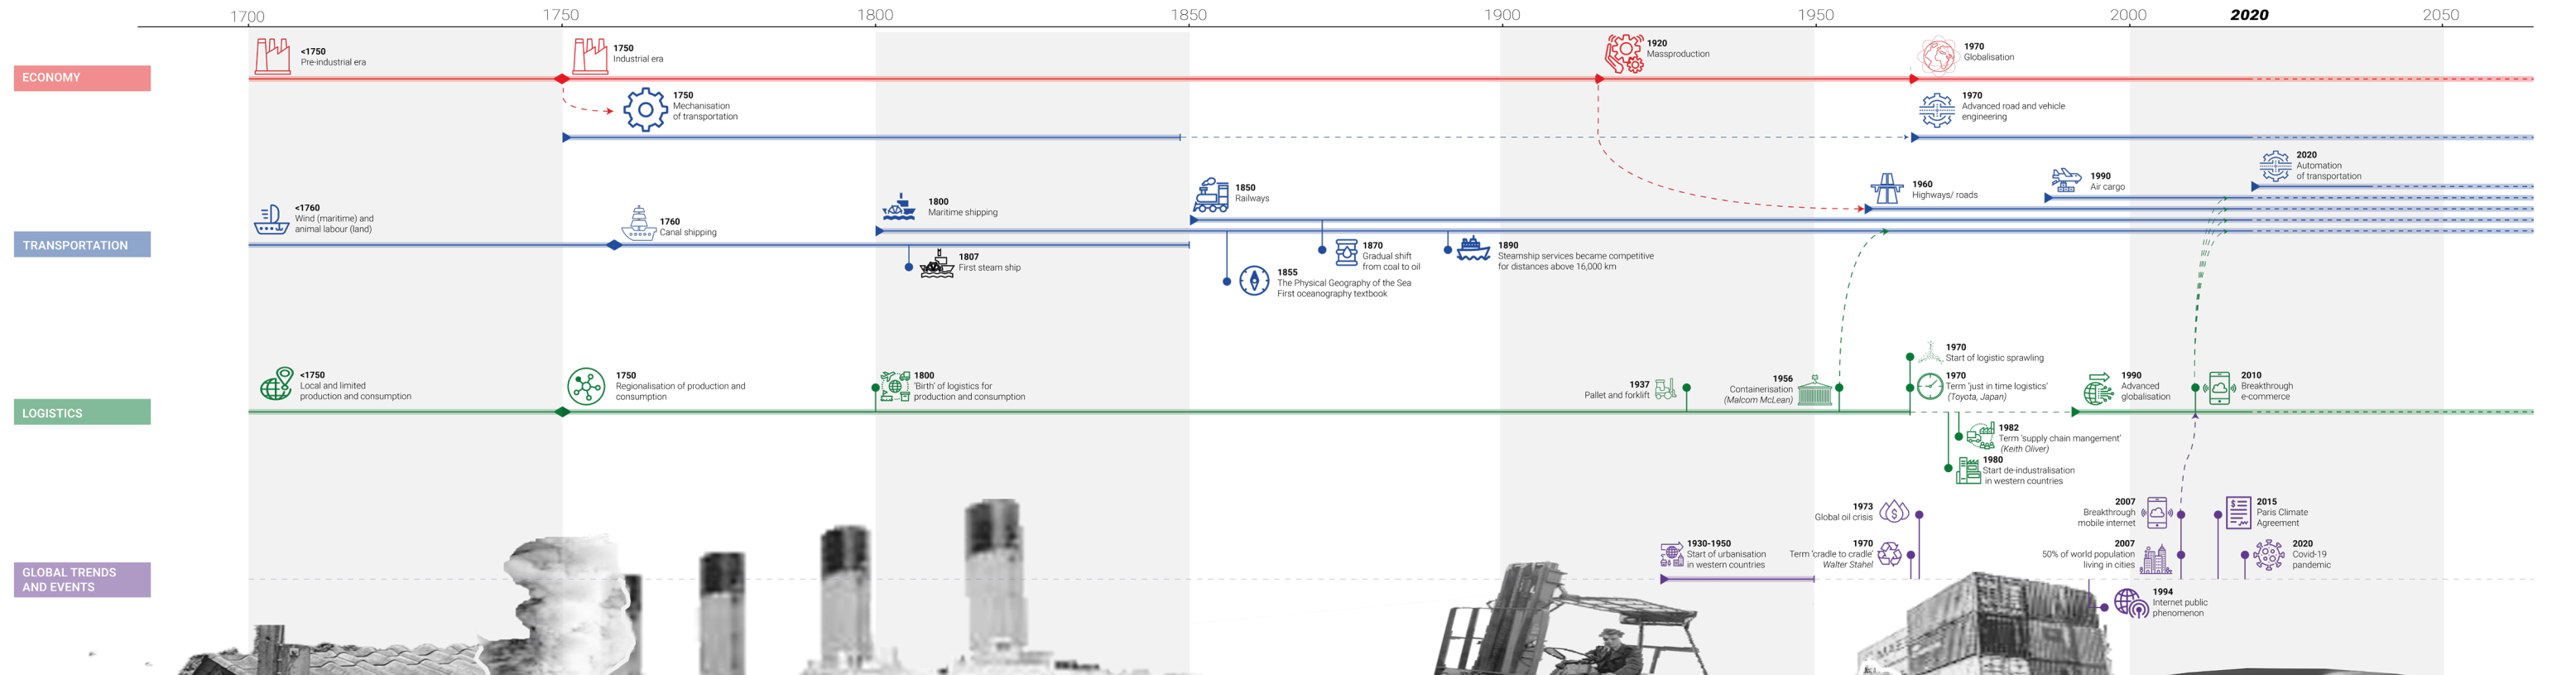 1700
1750
1800
1850
1900
1950
2000
2020
2050
ECONOMY
<1750
Pre-industrial era
1750
Industrial era
1920
Massproduction
1970
Globalisation
1750
Mechanisation
of transportation
1970
Advanced road and vehicle
engineering
TRANSPORTATION
<1760
Wind (maritime) and
animal labour (land)
1760
Canal shipping
1800
Maritime shipping
1807
First steam ship
1850
Railways
1855
The Physical Geography of the Sea
First oceanography textbook
1870
Gradual shift
from coal to oil
1890
Steamship services became competitive
for distances above 16,000 km
1960
Highways/ roads
1990
Air cargo
2020
Automation
of transportation
LOGISTICS
<1750
Local and limited
production and consumption
1750
Regionalisation of production and
consumption
1800
'Birth' of logistics for
production and consumption
1937
Pallet and forklift
1956
Containerisation
(Malcom McLean)
1970
Start of logistic sprawling
1970
Term 'just in time logistics'
(Toyota, Japan)
1982
Term 'supply chain mangement'
(Keith Oliver)
1980
Start de-industralisation
in western countries
1990
Advanced
globalisation
2010
Breakthrough
e-commerce
GLOBAL TRENDS
AND EVENTS
1930-1950
Start of urbanisation
in western countries
1973
Global oil crisis
1970
Term 'cradle to cradle'
Walter Stahel
2007
Breakthrough
mobile internet
2007
50% of world population
living in cities
2015
Paris Climate
Agreement
2020
Covid-19
pandemic
1994
Internet public
phenomenon